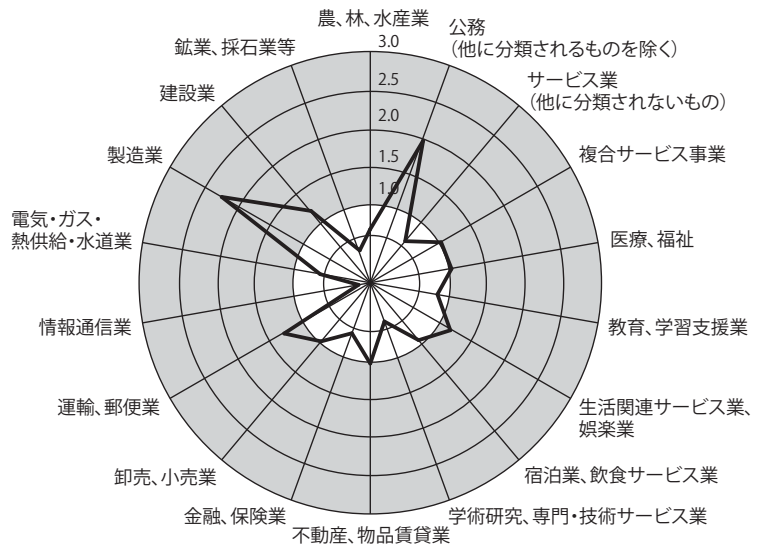 農、林、水産業
公務
（他に分類されるものを除く）
サービス業
（他に分類されないもの）
複合サービス事業
医療、福祉
教育、学習支援業
生活関連サービス業、
娯楽業
宿泊業、飲食サービス業
学術研究、専門・技術サービス業
不動産、物品賃貸業
金融、保険業
卸売、小売業
運輸、郵便業
情報通信業
電気・ガス・
熱供給・水道業
製造業
建設業
鉱業、採石業等
3.0
2.5
2.0
1.5
1.0